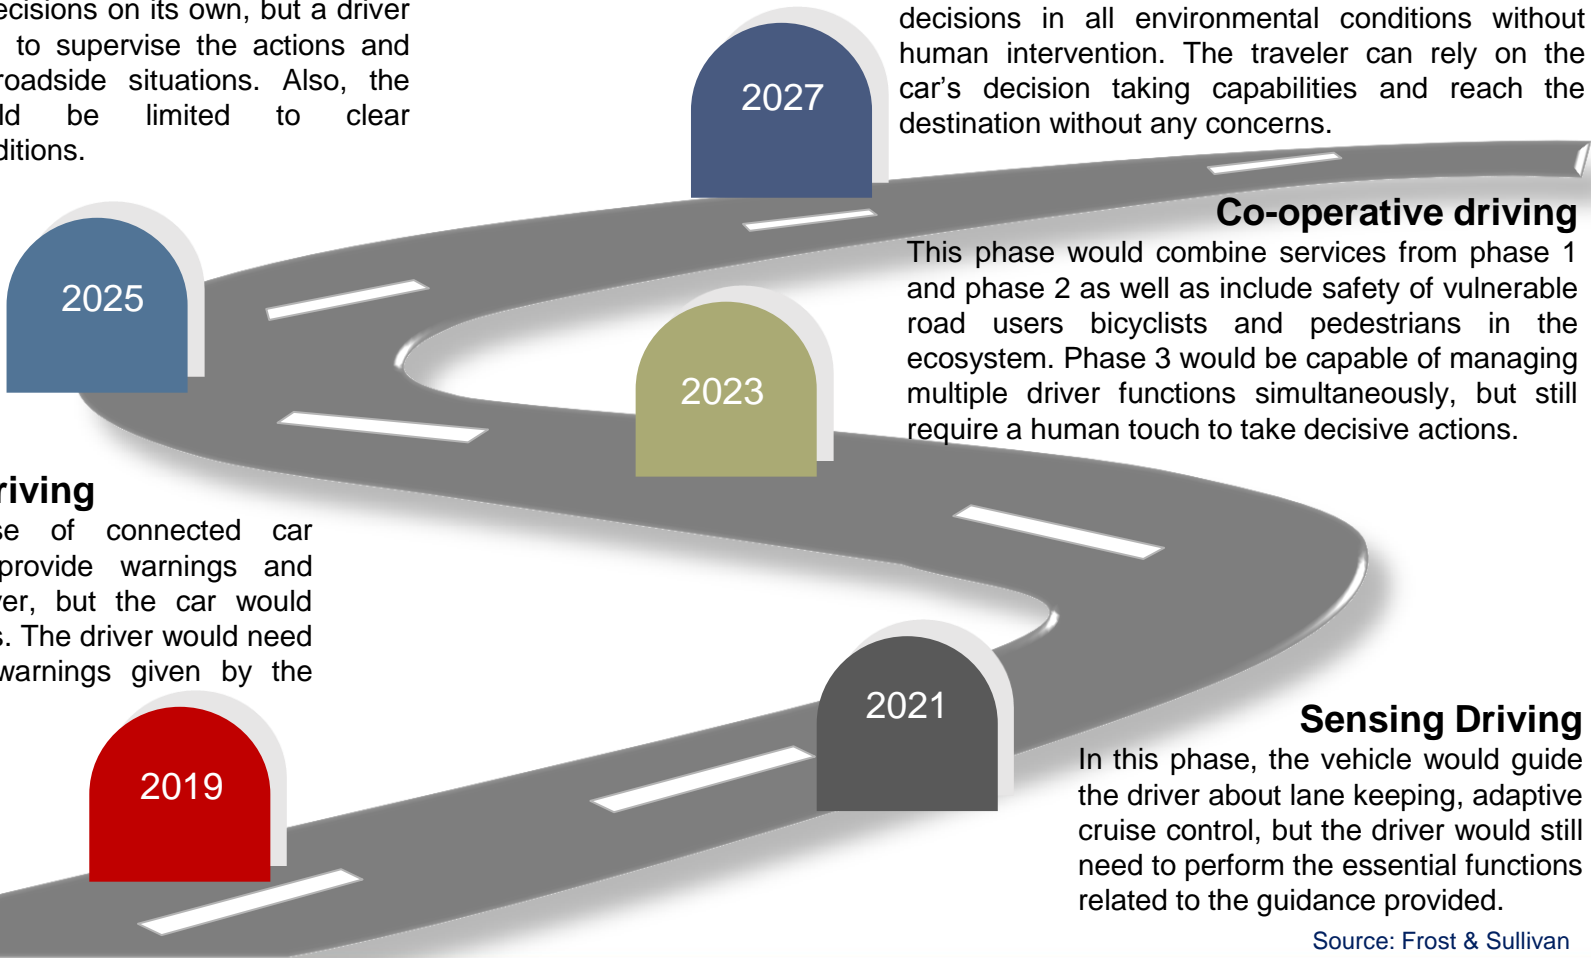 decisions on its own, but a driver
to supervise the actions and
roadside situations. Also, the
be limited to clear
decisions in all environmental conditions without
human intervention. The traveler can rely on the
car's decision taking capabilities and reach the
destination without any concerns.
2027
2025
Co-operative driving
This phase would combine services from phase 1
and phase 2 as well as include safety of vulnerable
road users bicyclists and pedestrians in the
ecosystem. Phase 3 would be capable of managing
multiple driver functions simultaneously, but still
require a human touch to take decisive actions.
2023
of connected car
provide warnings and
but the car would
The driver would need
warnings given by the
2021
2019
Sensing Driving
In this phase, the vehicle would guide
the driver about lane keeping, adaptive
cruise control, but the driver would still
need to perform the essential functions
related to the guidance provided.
Source: Frost & Sullivan